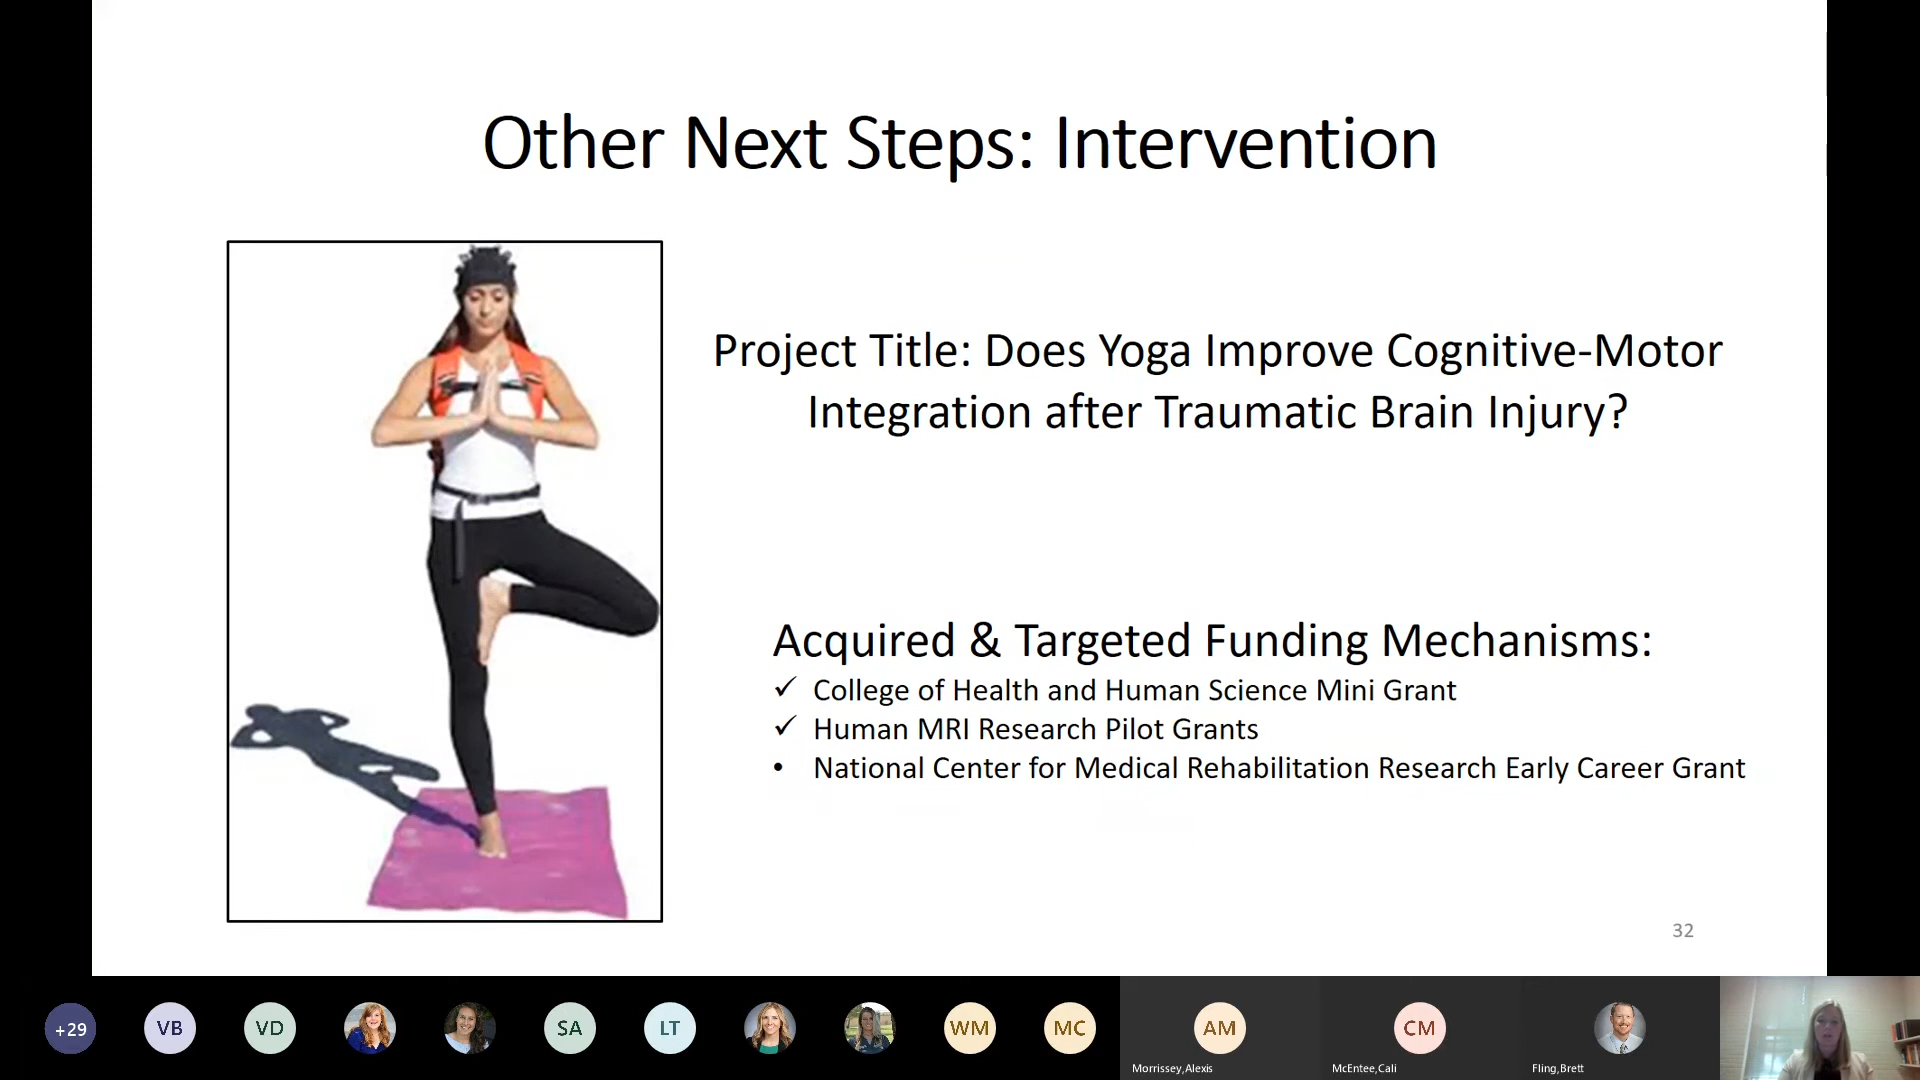 Other Next Steps: Intervention
Project Title: Does Yoga Improve Cognitive-Motor
Integration after Traumatic Brain Injury?
Acquired & Targeted Funding Mechanisms:
✓ College of Health and Human Science Mini Grant
✓ Human MRI Research Pilot Grants
• National Center for Medical Rehabilitation Research Early Career Grant
32
+29 VB VD SA LT WM MC AM CM
Morrissey,Alexis McEntee,Cali Fling,Brett